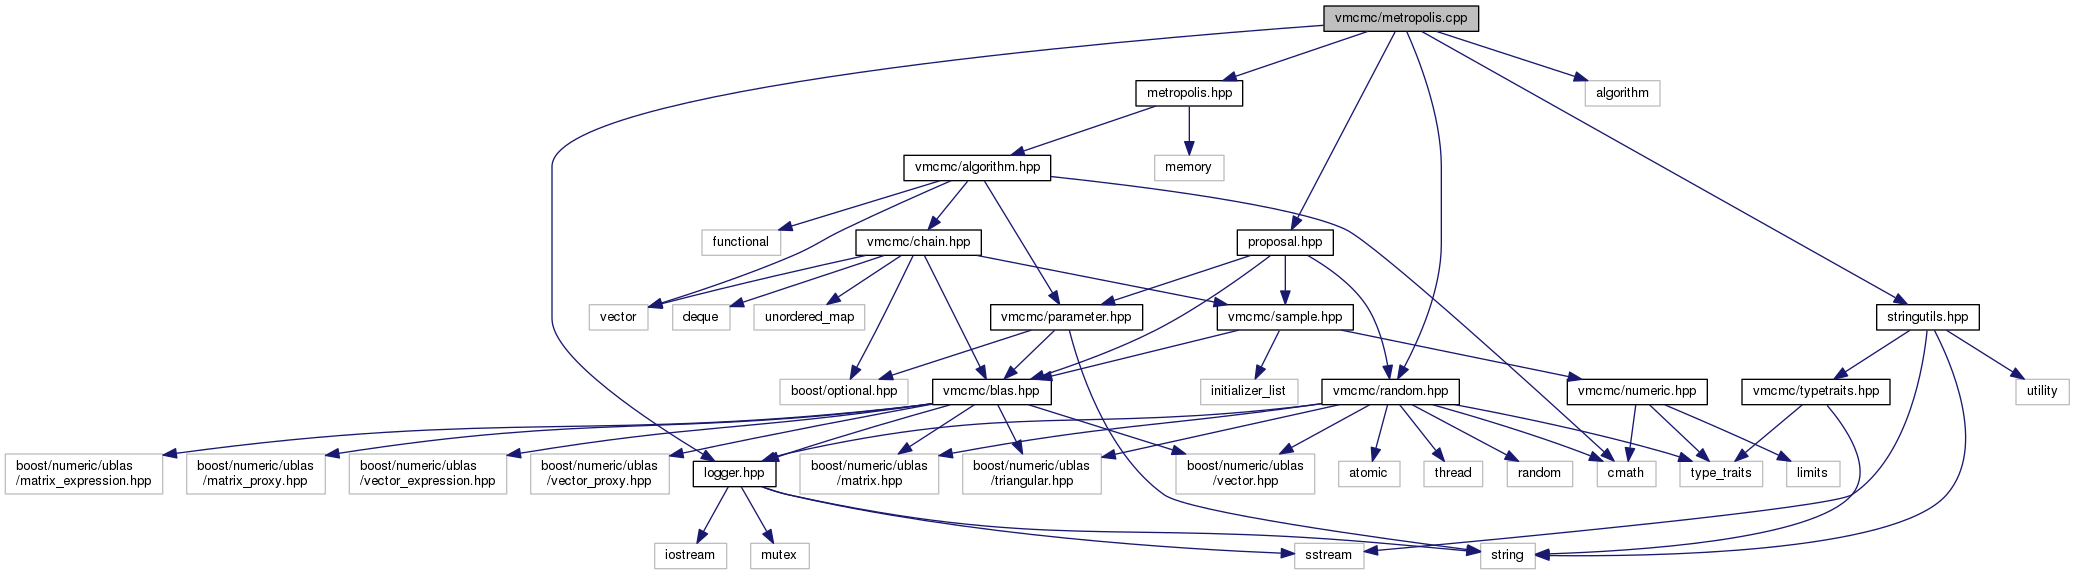 vmcmc/metropolis.cpp
metropolis.hpp
algorithm
vmcmc/algorithm.hpp
memory
functional
vmcmc/chain.hpp
proposal.hpp
vector
deque
unordered_map
vmcmc/parameter.hpp
vmcmc/sample.hpp
stringutils.hpp
boost/optional.hpp
vmcmc/blas.hpp
initializer_list
vmcmc/random.hpp
vmcmc/numeric.hpp
vmcmc/typetraits.hpp
utility
boost/numeric/ublas
/matrix_expression.hpp
boost/numeric/ublas
/matrix_proxy.hpp
boost/numeric/ublas
/vector_expression.hpp
boost/numeric/ublas
/vector_proxy.hpp
logger.hpp
boost/numeric/ublas
/matrix.hpp
boost/numeric/ublas
/triangular.hpp
boost/numeric/ublas
/vector.hpp
atomic
thread
random
cmath
type_traits
limits
iostream
mutex
sstream
string